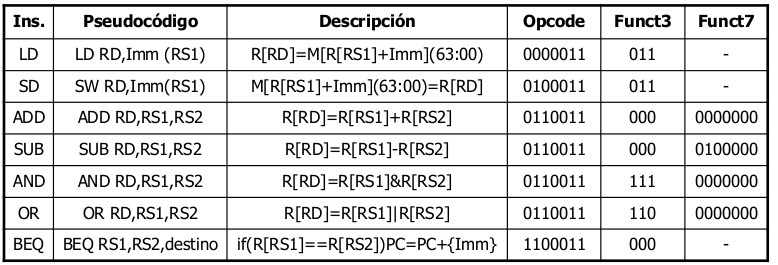 Ins. Pseudocódigo Descripción Opcode Funct3 Funct7
LD LD RD,Imm (RS1) R[RD]=M[R[RS1]+Imm](63:00) 0000011 011 -
SD SW RD,Imm(RS1) M[R[RS1]+Imm](63:00)=R[RD] 0100011 011 -
ADD ADD RD,RS1,RS2 R[RD]=R[RS1]+R[RS2] 0110011 000 0000000
SUB SUB RD,RS1,RS2 R[RD]=R[RS1]-R[RS2] 0110011 000 0100000
AND AND RD,RS1,RS2 R[RD]=R[RS1]&R[RS2] 0110011 111 0000000
OR OR RD,RS1,RS2 R[RD]=R[RS1]|R[RS2] 0110011 110 0000000
BEQ BEQ RS1,RS2,destino if(R[RS1]==R[RS2])PC=PC+{Imm} 1100011 000 -